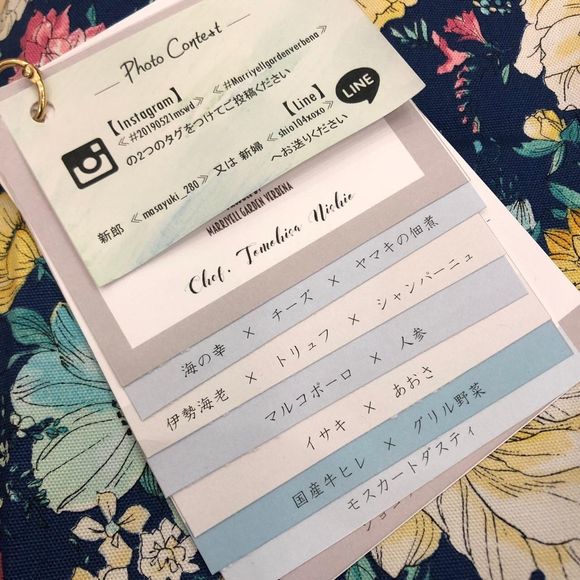 Photo Contest
【Instagram】
《#20190521mswd》 《#Marriyellgardenverbena》
の2つのタグをつけてご投稿ください
【Line】
新郎 《masayuki_280》 又は 新婦 《shio104xoxo》
へお送りください
LINE
MARRIYELL GARDEN VERBENA
Chef. Tomohisa Nishie
海の幸 × チーズ × ヤマキの佃煮
伊勢海老 × トリュフ × シャンパーニュ
マルコポーロ × 人参
イサキ × あおさ
国産牛ヒレ × グリル野菜
モスカートダスティ